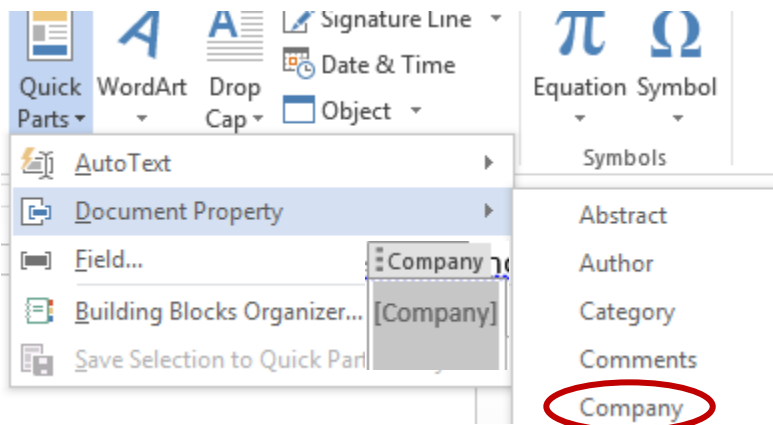 Signature Line
Date & Time
Object
Quick Parts
WordArt
Drop Cap
Equation
Symbol
Symbols
AutoText
Document Property
Field...
Building Blocks Organizer...
Save Selection to Quick Par
Company
[Company]
Abstract
Author
Category
Comments
Company